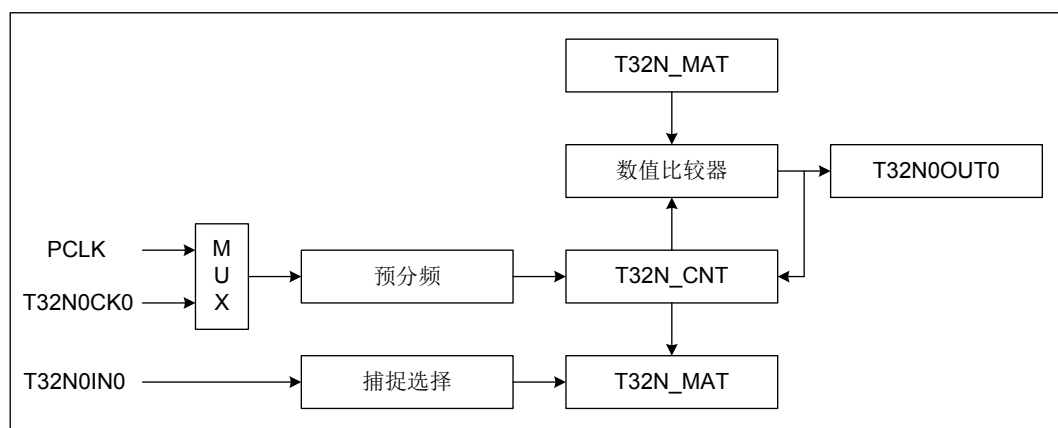 T32N_MAT
数值比较器
T32N0OUT0
PCLK
M
U
X
预分频
T32N_CNT
T32N0CK0
T32N0IN0
捕捉选择
T32N_MAT